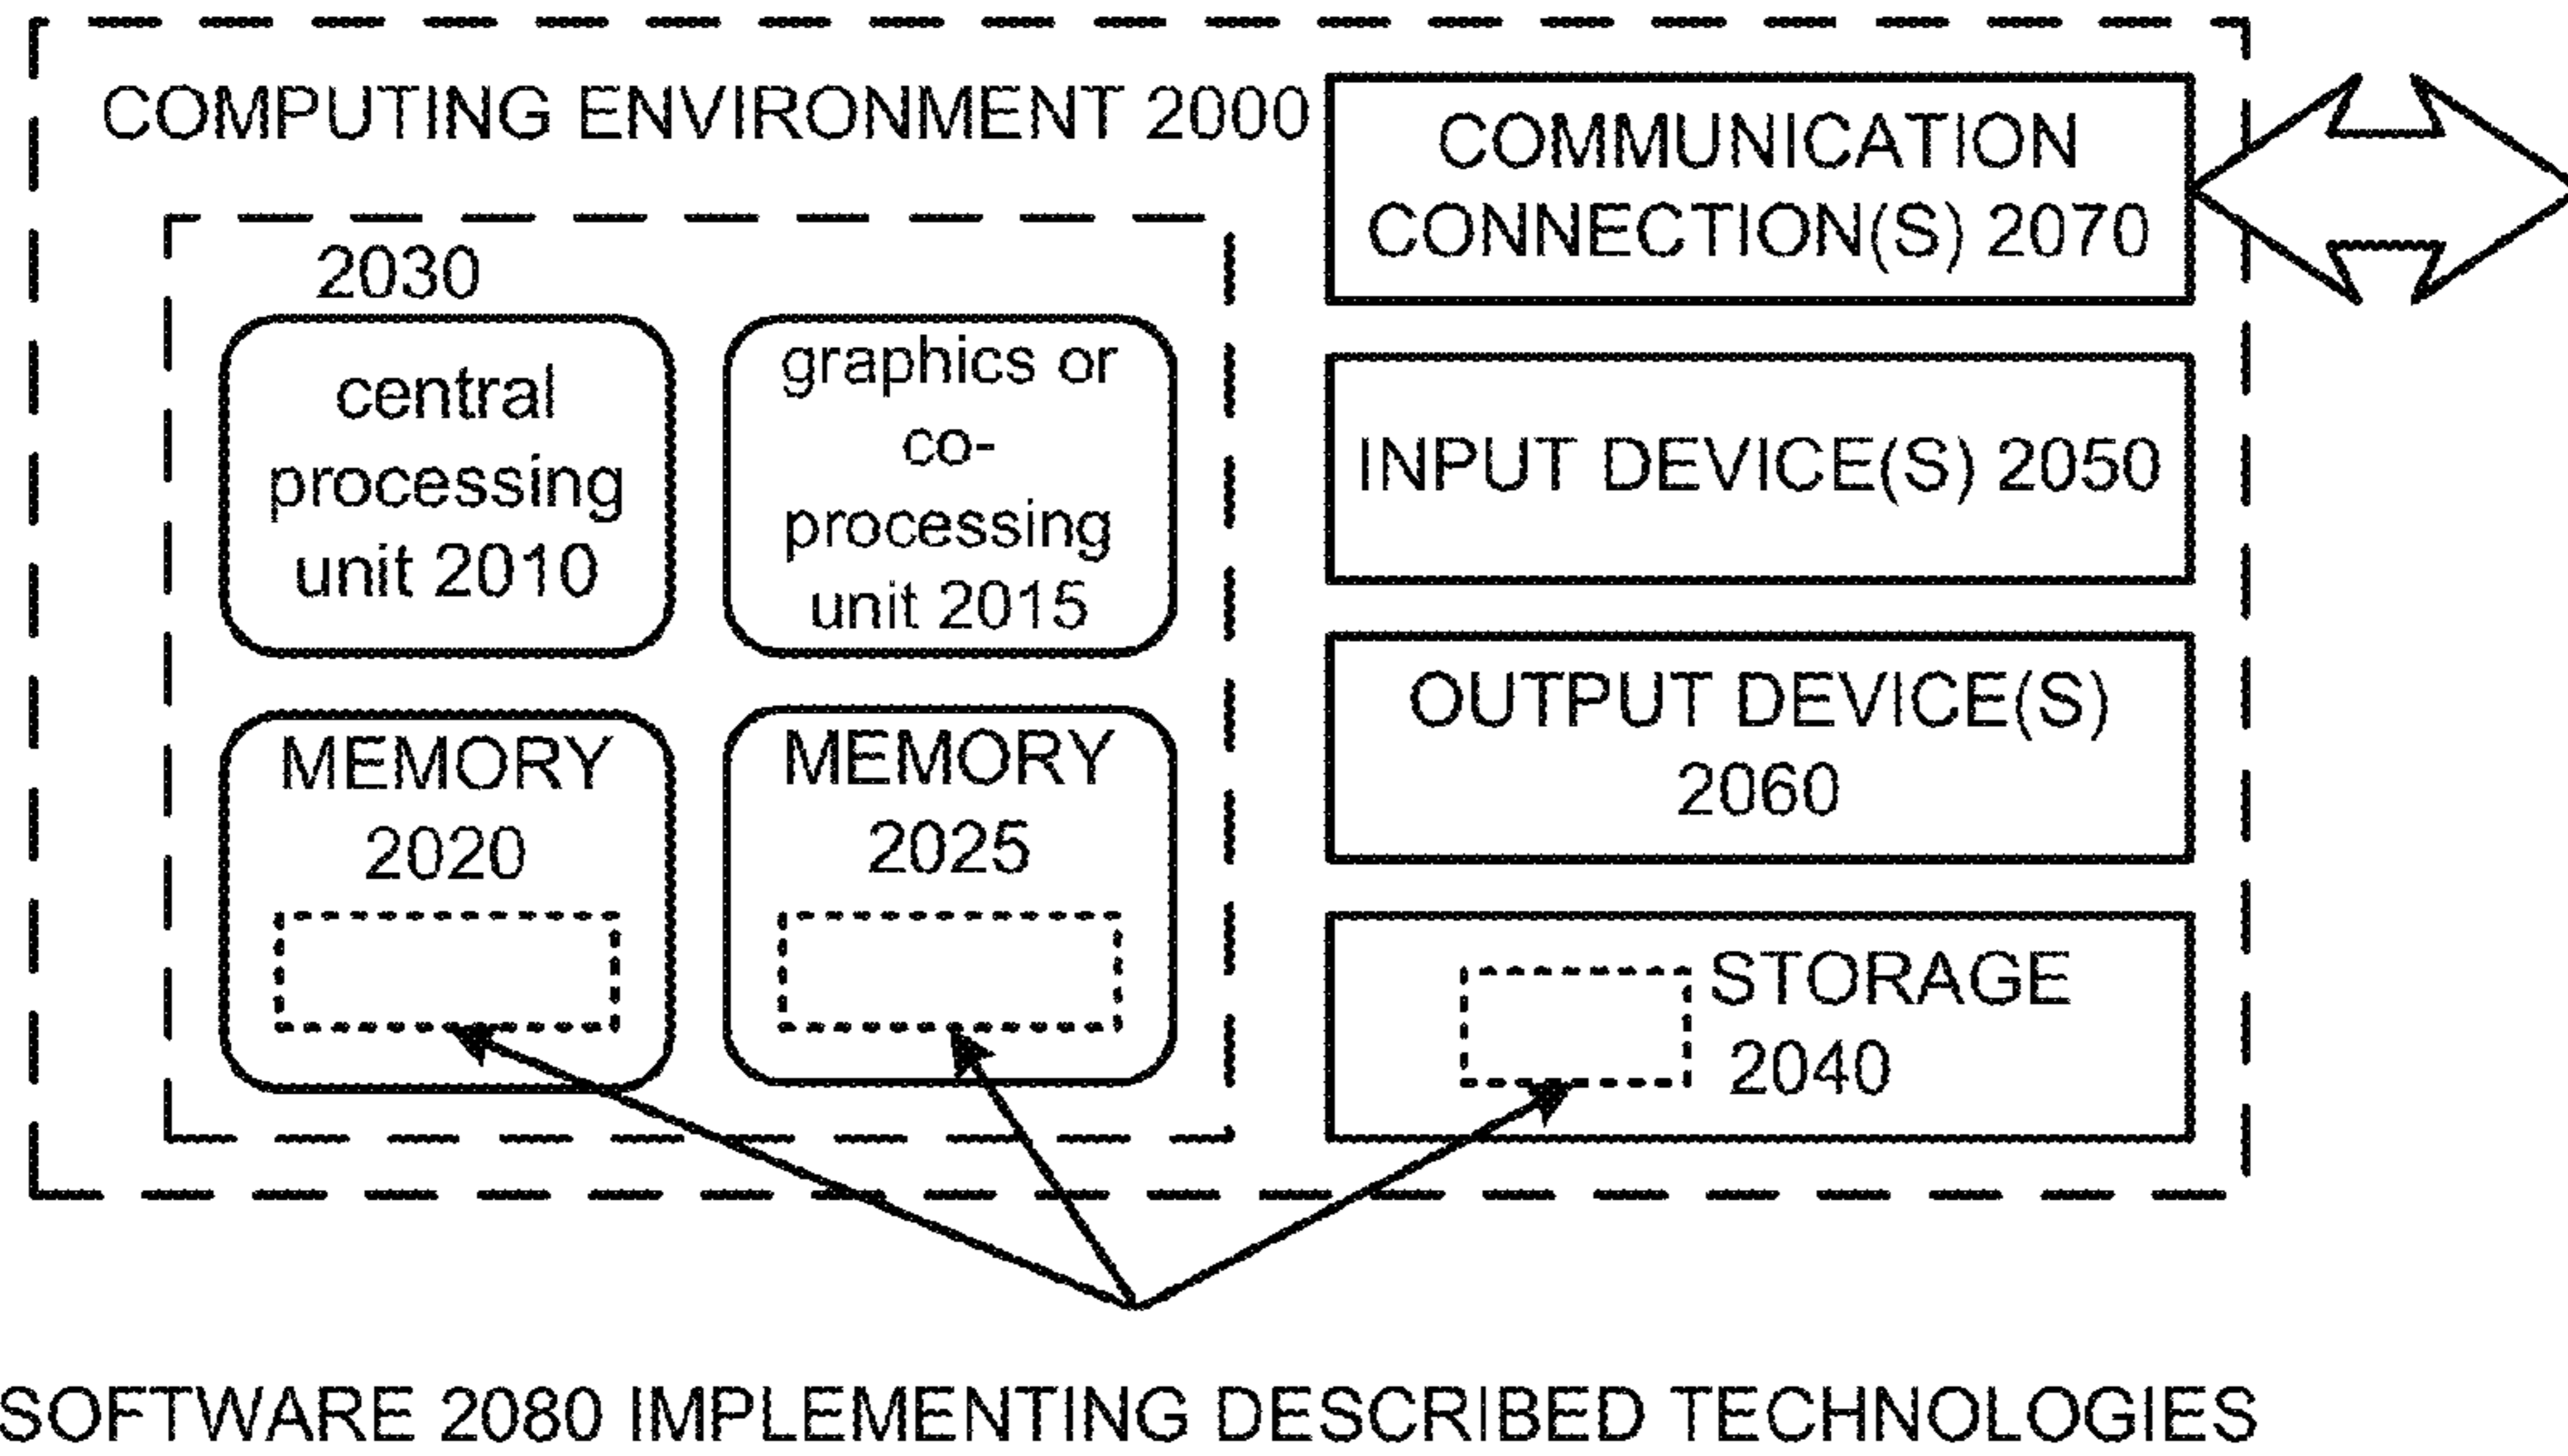 COMPUTING ENVIRONMENT 2000
COMMUNICATION
CONNECTION(S) 2070
2030
central
processing
unit 2010
graphics or
co-
processing
unit 2015
INPUT DEVICE(S) 2050
MEMORY
2020
MEMORY
2025
OUTPUT DEVICE(S)
2060
STORAGE
2040
SOFTWARE 2080 IMPLEMENTING DESCRIBED TECHNOLOGIES